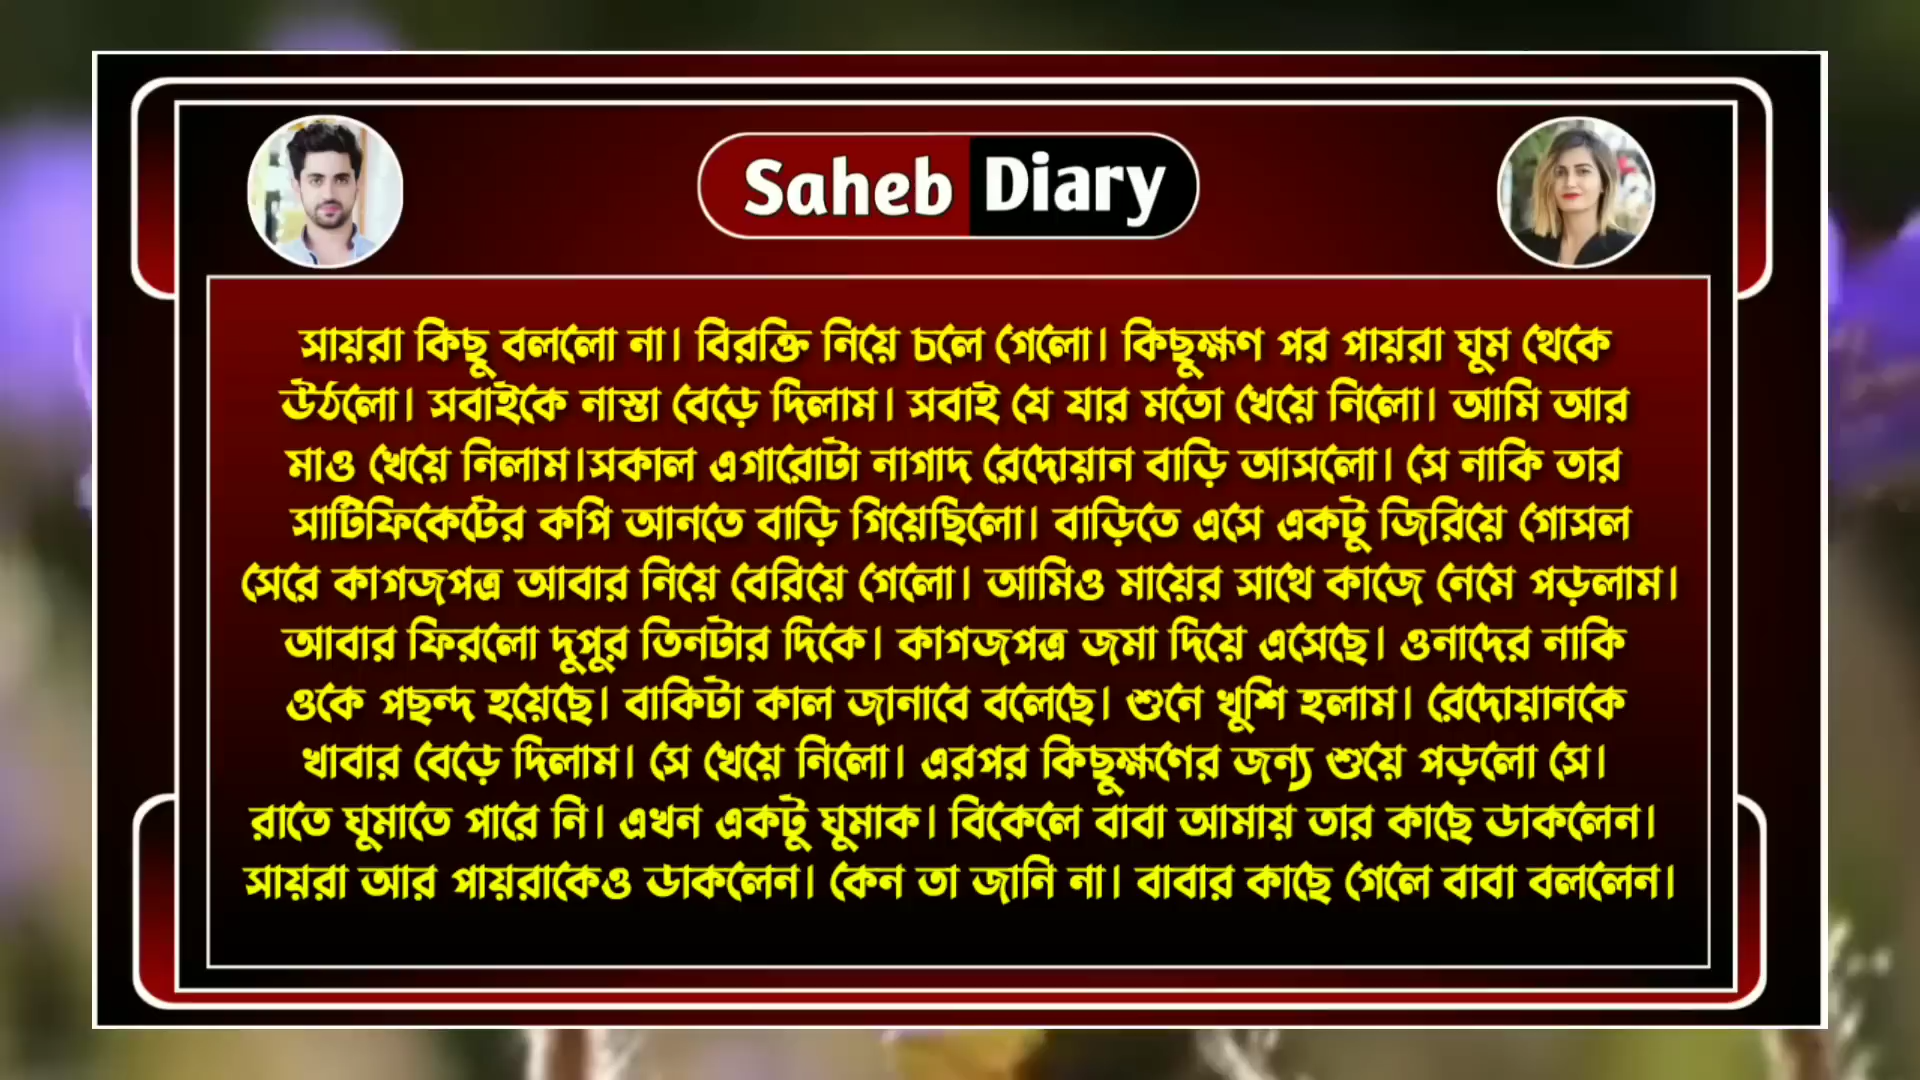 Saheb Diary
সায়রা কিছু বললো না। বিরক্তি নিয়ে চলে গেলো। কিছুক্ষণ পর পায়রা ঘুম থেকে
উঠলো। সবাইকে নাস্তা বেড়ে দিলাম। সবাই যে যার মতো খেয়ে নিলো। আমি আর
মাও খেয়ে নিলাম।সকাল এগারোটা নাগাদ রেদোয়ান বাড়ি আসলো। সে নাকি তার
সাটিফিকেটের কপি আনতে বাড়ি গিয়েছিলো। বাড়িতে এসে একটু জিরিয়ে গোসল
সেরে কাগজপত্র আবার নিয়ে বেরিয়ে গেলো। আমিও মায়ের সাথে কাজে নেমে পড়লাম।
আবার ফিরলো দুপুর তিনটার দিকে। কাগজপত্র জমা দিয়ে এসেছে। ওনাদের নাকি
ওকে পছন্দ হয়েছে। বাকিটা কাল জানাবে বলেছে। শুনে খুশি হলাম। রেদোয়ানকে
খাবার বেড়ে দিলাম। সে খেয়ে নিলো। এরপর কিছুক্ষণের জন্য শুয়ে পড়লো সে।
রাতে ঘুমাতে পারে নি। এখন একটু ঘুমাক। বিকেলে বাবা আমায় তার কাছে ডাকলেন।
সায়রা আর পায়রাকেও ডাকলেন। কেন তা জানি না। বাবার কাছে গেলে বাবা বললেন।